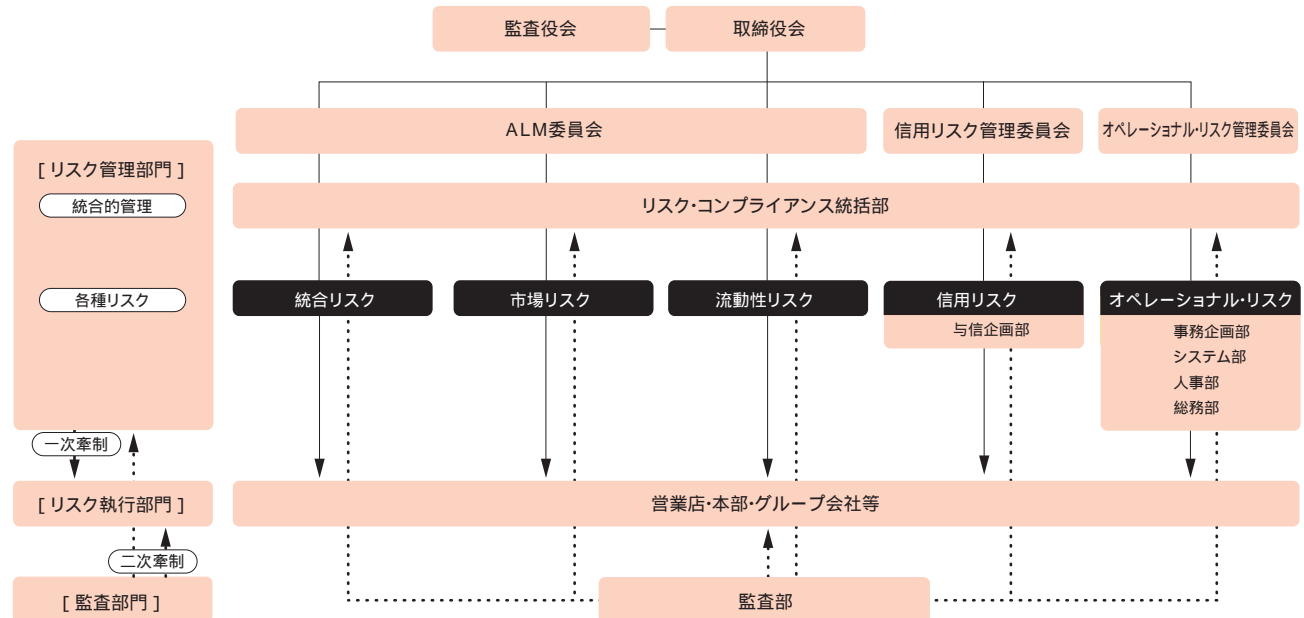 監査役会
取締役会
ALM委員会
信用リスク管理委員会
オペレーショナル・リスク管理委員会
[ リスク管理部門 ]
統合的管理
リスク・コンプライアンス統括部
各種リスク
統合リスク
市場リスク
流動性リスク
信用リスク
与信企画部
オペレーショナル・リスク
事務企画部
システム部
人事部
総務部
一次牽制
[ リスク執行部門 ]
営業店・本部・グループ会社等
二次牽制
[ 監査部門 ]
監査部